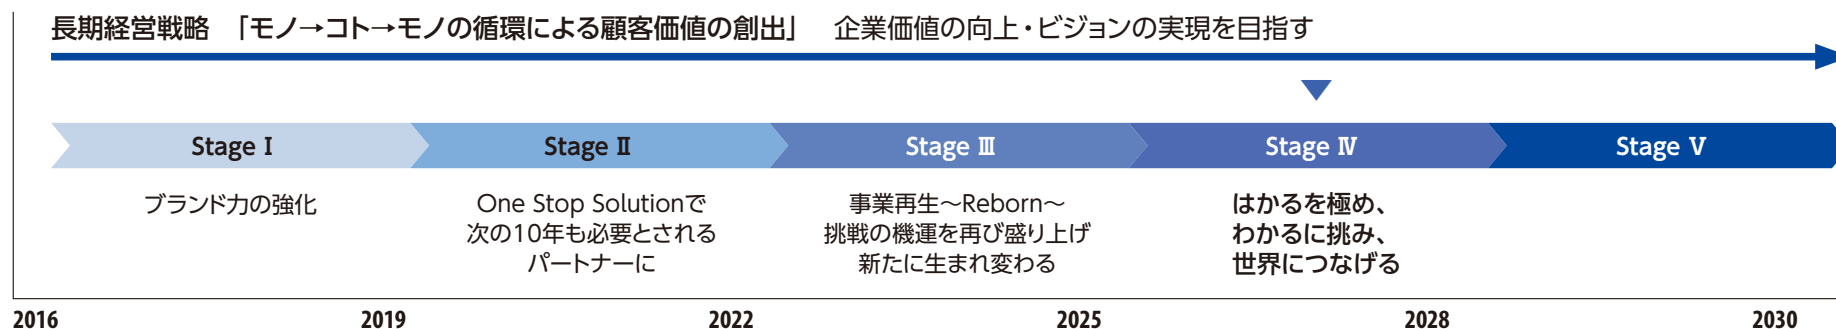 長期経営戦略　「モノ→コト→モノの循環による顧客価値の創出」　企業価値の向上・ビジョンの実現を目指す
Stage Ⅰ
Stage Ⅱ
Stage Ⅲ
Stage Ⅳ
Stage Ⅴ
ブランド力の強化
One Stop Solutionで
次の10年も必要とされる
パートナーに
事業再生～Reborn～
挑戦の機運を再び盛り上げ
新たに生まれ変わる
はかるを極め、
わかるに挑み、
世界につなげる
2016
2019
2022
2025
2028
2030